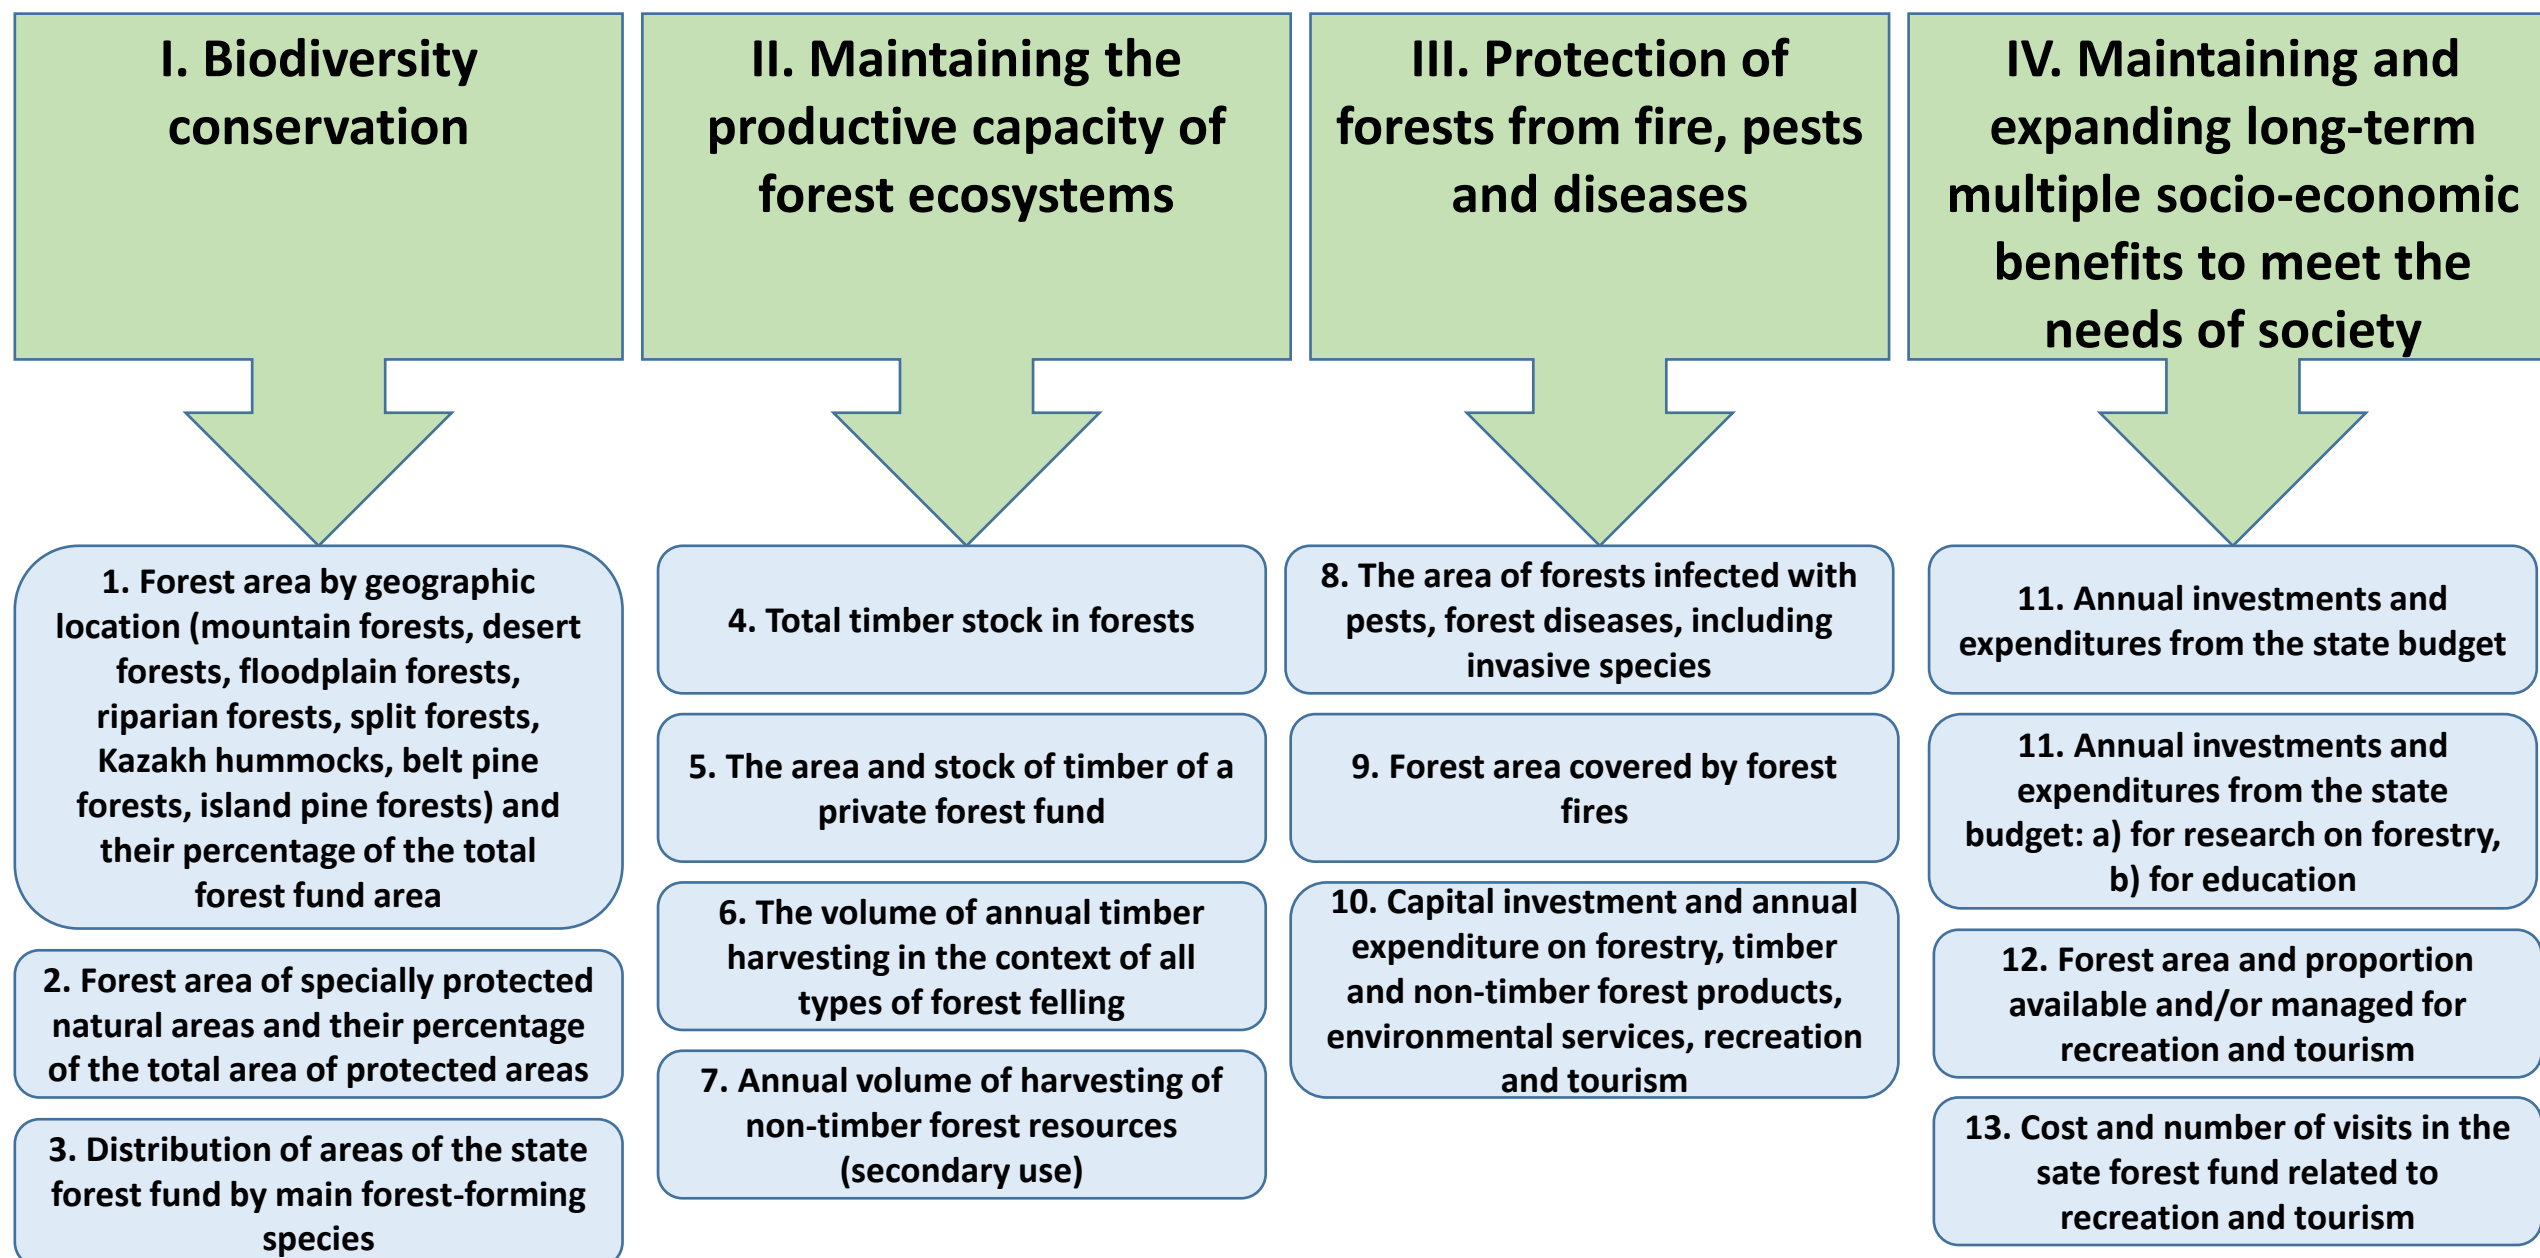 I. Biodiversity
conservation
II. Maintaining the
productive capacity of
forest ecosystems
III. Protection of
forests from fire, pests
and diseases
IV. Maintaining and
expanding long-term
multiple socio-economic
benefits to meet the
needs of society
1. Forest area by geographic
location (mountain forests, desert
forests, floodplain forests,
riparian forests, split forests,
Kazakh hummocks, belt pine
forests, island pine forests) and
their percentage of the total
forest fund area
2. Forest area of specially protected
natural areas and their percentage
of the total area of protected areas
3. Distribution of areas of the state
forest fund by main forest-forming
species
4. Total timber stock in forests
5. The area and stock of timber of a
private forest fund
6. The volume of annual timber
harvesting in the context of all
types of forest felling
7. Annual volume of harvesting of
non-timber forest resources
(secondary use)
8. The area of forests infected with
pests, forest diseases, including
invasive species
9. Forest area covered by forest
fires
10. Capital investment and annual
expenditure on forestry, timber
and non-timber forest products,
environmental services, recreation
and tourism
11. Annual investments and
expenditures from the state budget
11. Annual investments and
expenditures from the state
budget: a) for research on forestry,
b) for education
12. Forest area and proportion
available and/or managed for
recreation and tourism
13. Cost and number of visits in the
sate forest fund related to
recreation and tourism